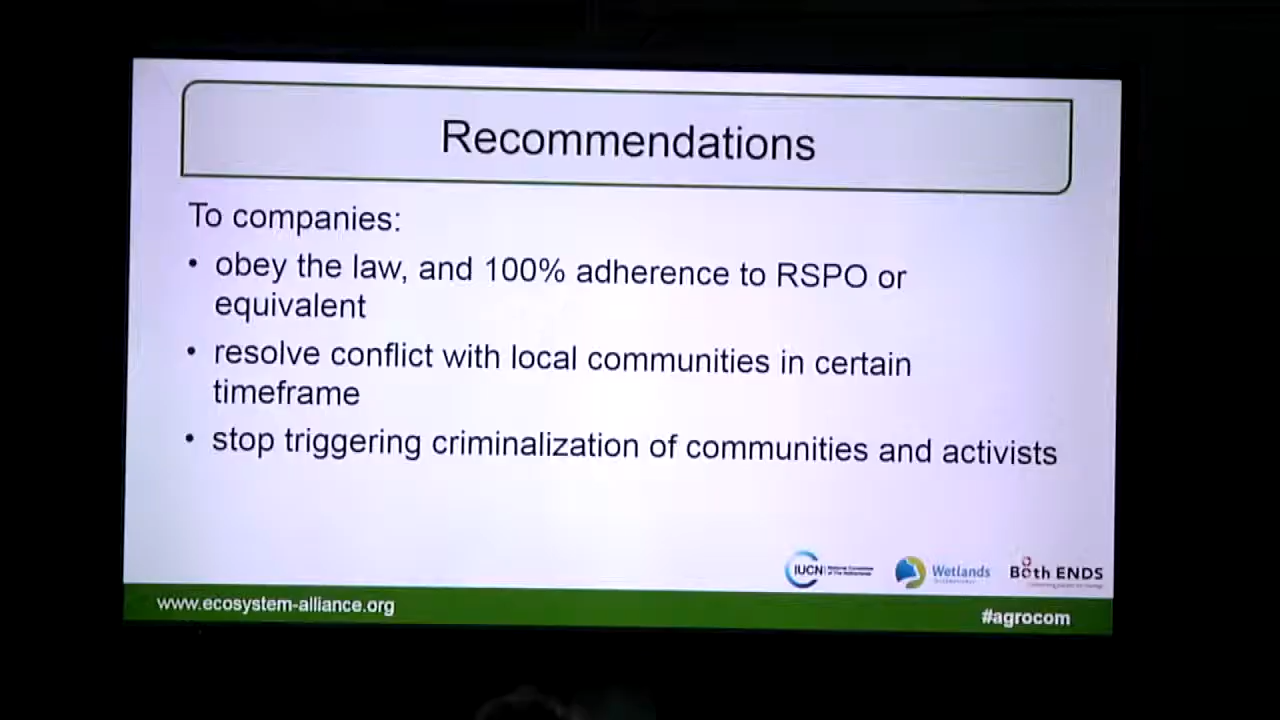 Recommendations
To companies:
• obey the law, and 100% adherence to RSPO or
equivalent
• resolve conflict with local communities in certain
timeframe
• stop triggering criminalization of communities and activists
IUCN National Committee
of The Netherlands
Wetlands
INTERNATIONAL
Both ENDS
www.ecosystem-alliance.org
#agrocom